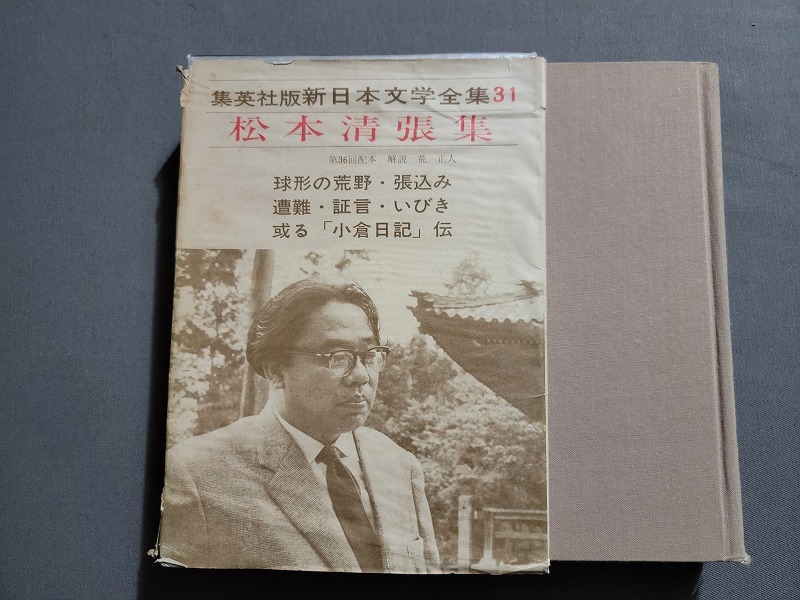 集英社版新日本文学全集31
松本清張集
第36回配本 解説 荒 正人
球形の荒野・張込み
遭難・証言・いびき
或る「小倉日記」伝